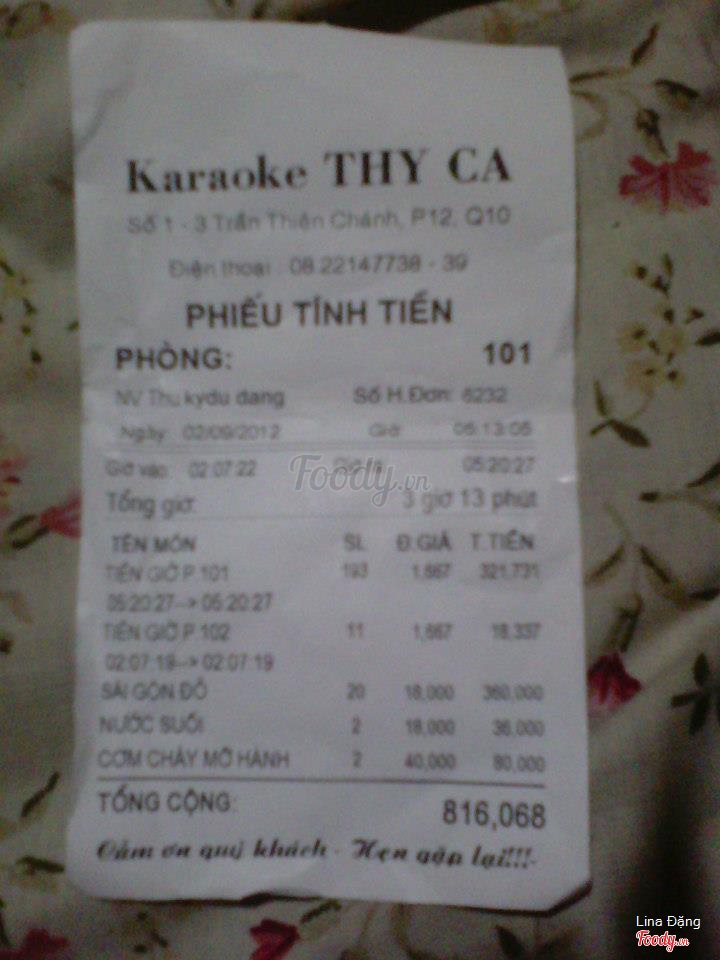 Karaoke THY CA
Số 1 - 3 Trần Thiện Chánh, P12, Q10
Điện thoại : 08.22147738 - 39
PHIẾU TÍNH TIỀN
PHÒNG: 101
NV Thu kydu dang Số H.Đơn: 6232
Ngày: 02/09/2012 Giờ 05:13:05
Giờ vào: 02:07:22 Giờ 05:20:27
Foody.vn
Tổng giờ: 3 giờ 13 phút
TÊN MÓN SL Đ.GIÁ T.TIỀN
TIỀN GIỜ P.101 193 1,667 321,731
05:20:27--> 05:20:27
TIỀN GIỜ P.102 11 1,667 18,337
02:07:19--> 02:07:19
SÀI GÒN ĐỎ 20 18,000 360,000
NƯỚC SUỐI 2 18,000 36,000
CƠM CHÁY MỠ HÀNH 2 40,000 80,000
TỔNG CỘNG: 816,068
Cảm ơn quý khách - Hẹn gặp lại!!!-
Lina Đặng
Foody.vn